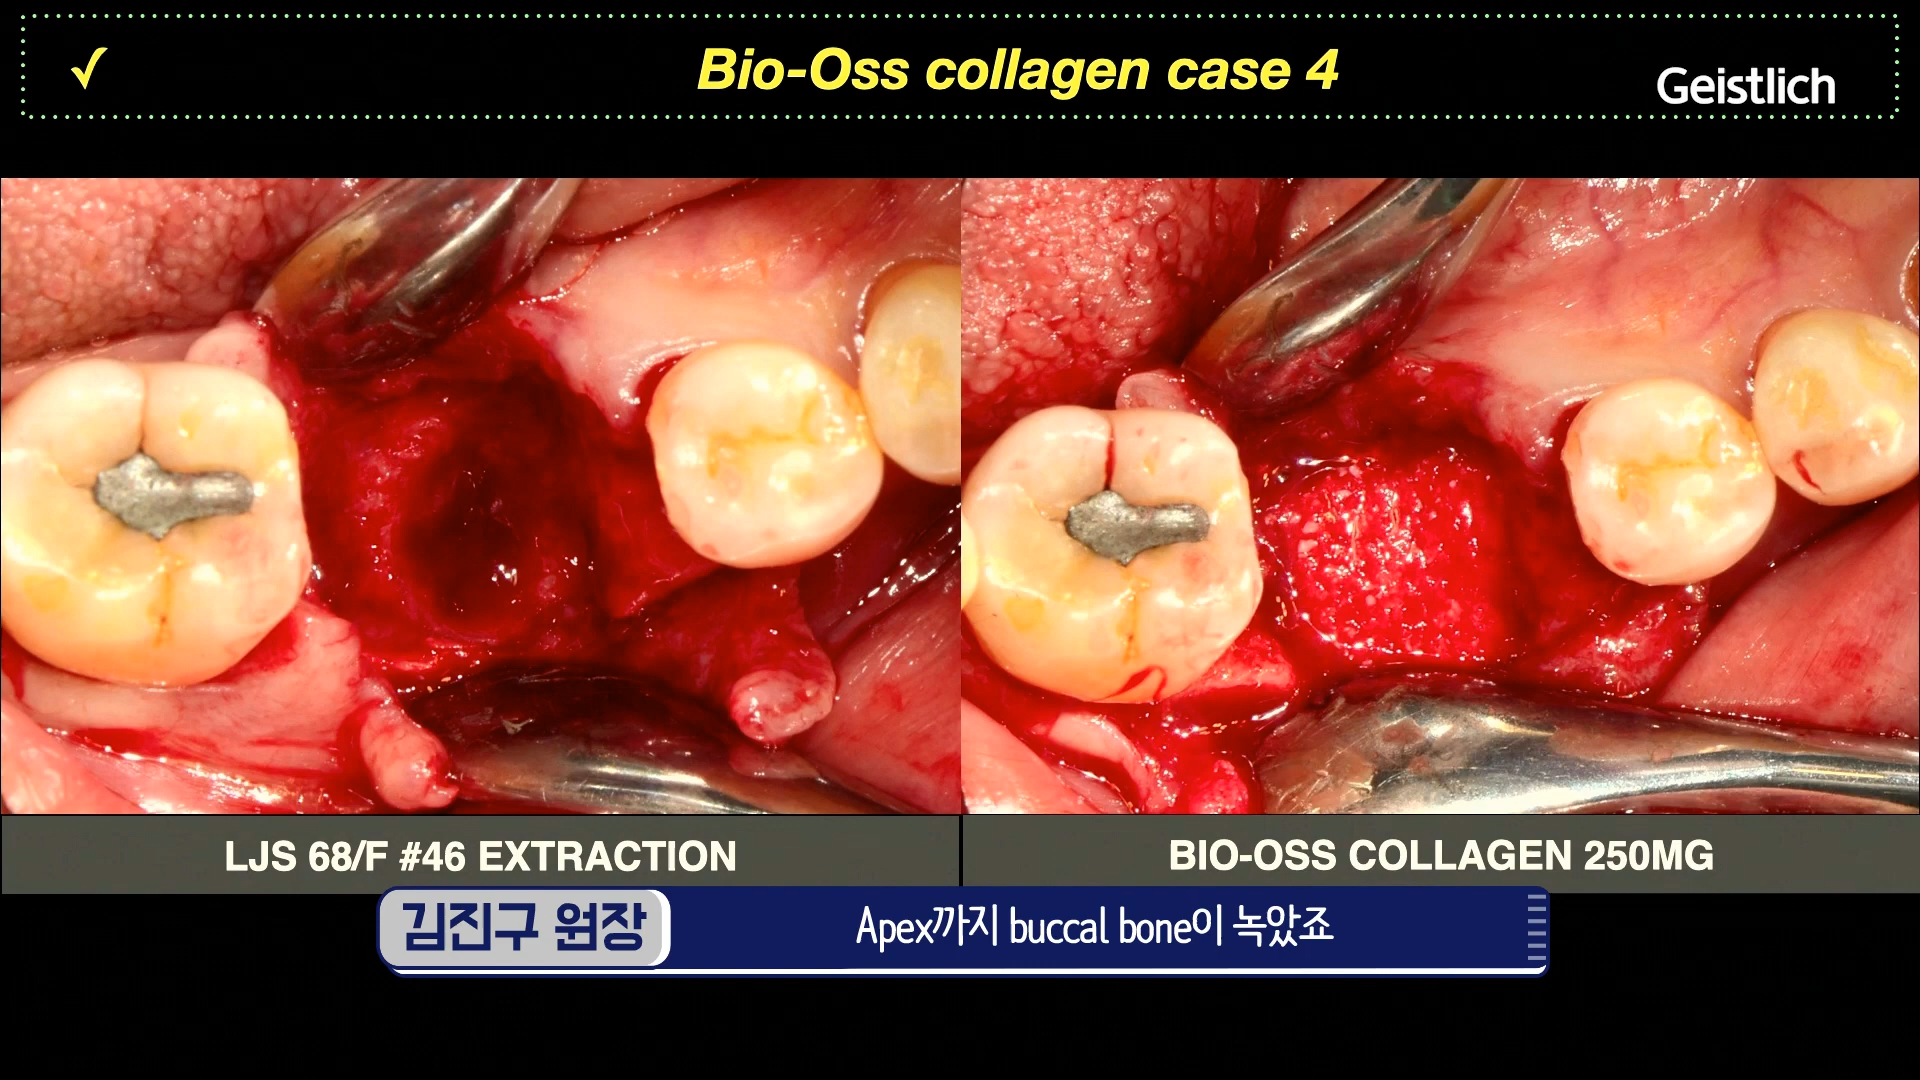 ✓ Bio-Oss collagen case 4
Geistlich
LJS 68/F #46 EXTRACTION
BIO-OSS COLLAGEN 250MG
김진구 원장
Apex까지 buccal bone이 녹았죠